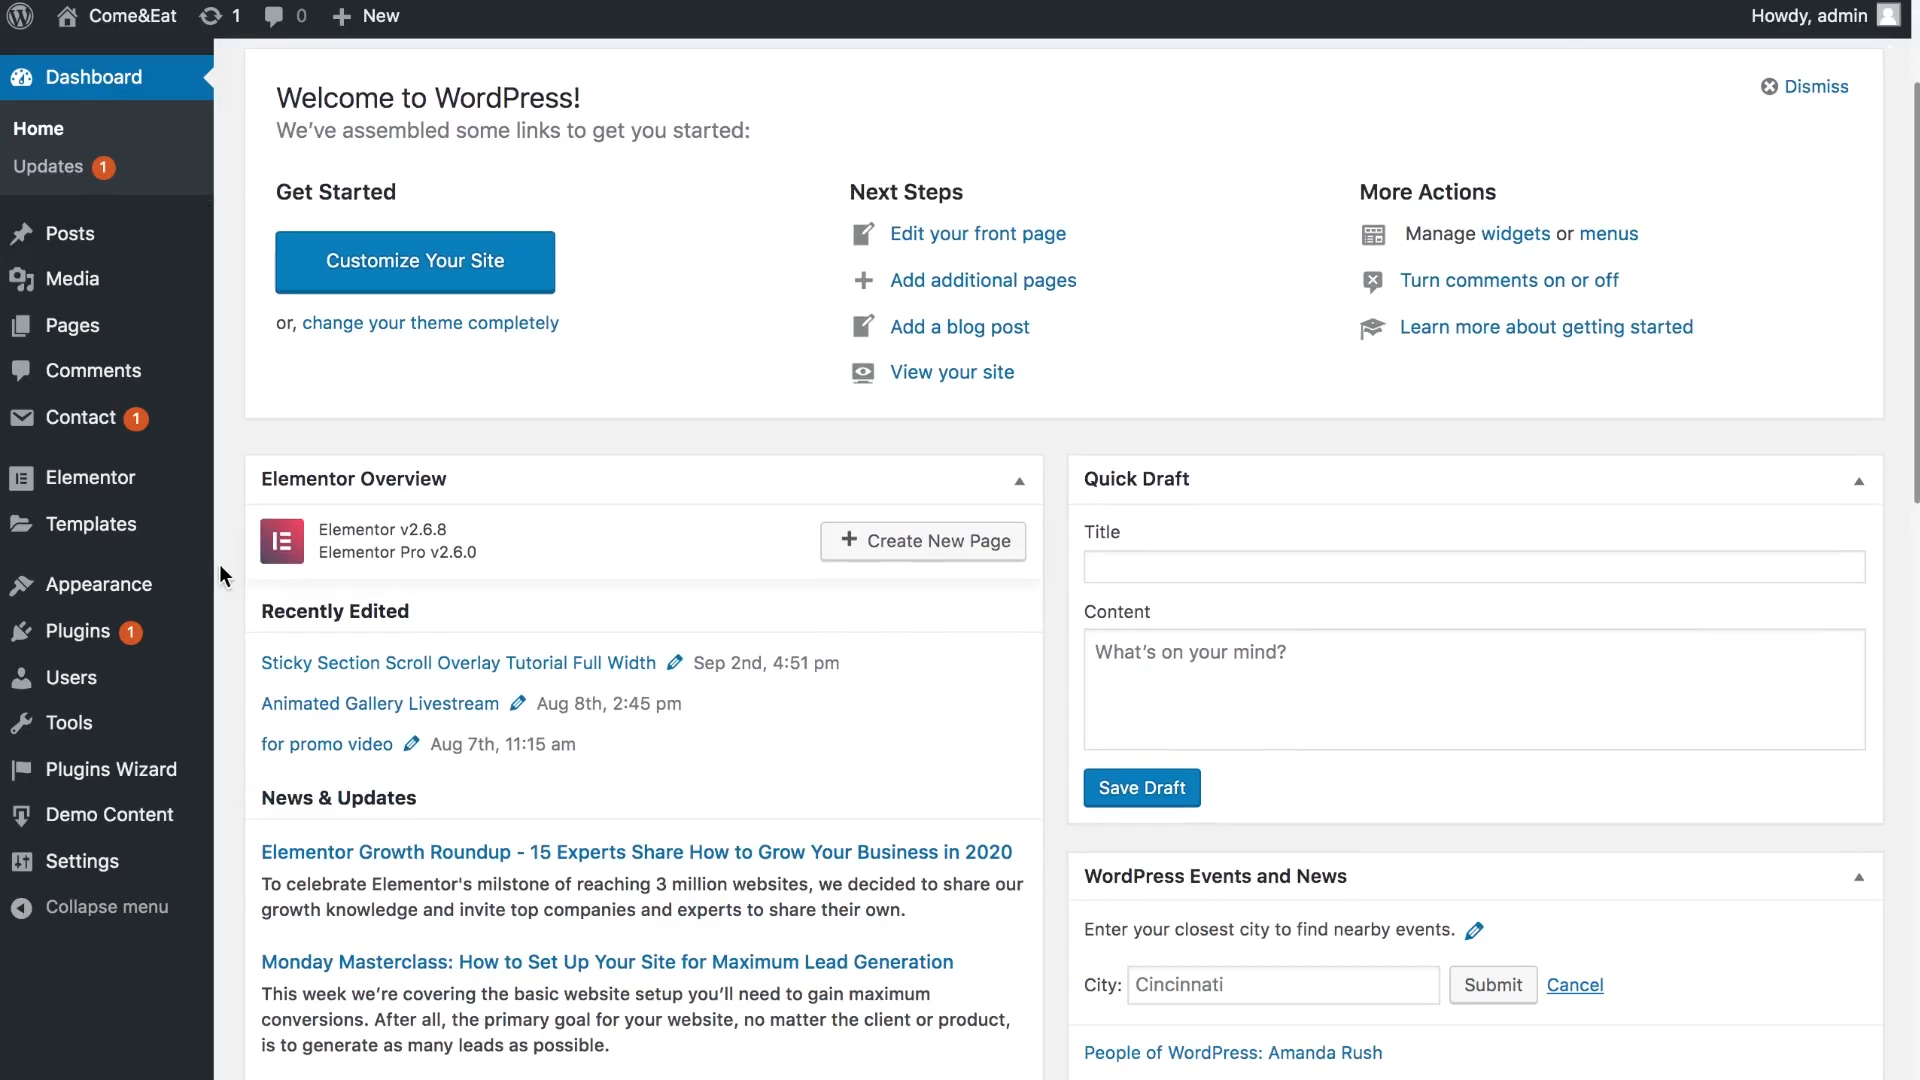 Come&Eat 1 0 New
Howdy, admin
Dashboard
Home
Updates 1
Posts
Media
Pages
Comments
Contact 1
Elementor
Templates
Appearance
Plugins 1
Users
Tools
Plugins Wizard
Demo Content
Settings
Collapse menu
Welcome to WordPress!
Dismiss
We've assembled some links to get you started:
Get Started
Customize Your Site
or, change your theme completely
Next Steps
Edit your front page
Add additional pages
Add a blog post
View your site
More Actions
Manage widgets or menus
Turn comments on or off
Learn more about getting started
Elementor Overview
Elementor v2.6.8
Elementor Pro v2.6.0
Create New Page
Recently Edited
Sticky Section Scroll Overlay Tutorial Full Width Sep 2nd, 4:51 pm
Animated Gallery Livestream Aug 8th, 2:45 pm
for promo video Aug 7th, 11:15 am
News & Updates
Elementor Growth Roundup - 15 Experts Share How to Grow Your Business in 2020
To celebrate Elementor's milstone of reaching 3 million websites, we decided to share our
growth knowledge and invite top companies and experts to share their own.
Monday Masterclass: How to Set Up Your Site for Maximum Lead Generation
This week we're covering the basic website setup you'll need to gain maximum
conversions. After all, the primary goal for your website, no matter the client or product,
is to generate as many leads as possible.
Quick Draft
Title
Content
What's on your mind?
Save Draft
WordPress Events and News
Enter your closest city to find nearby events.
City: Cincinnati Submit Cancel
People of WordPress: Amanda Rush